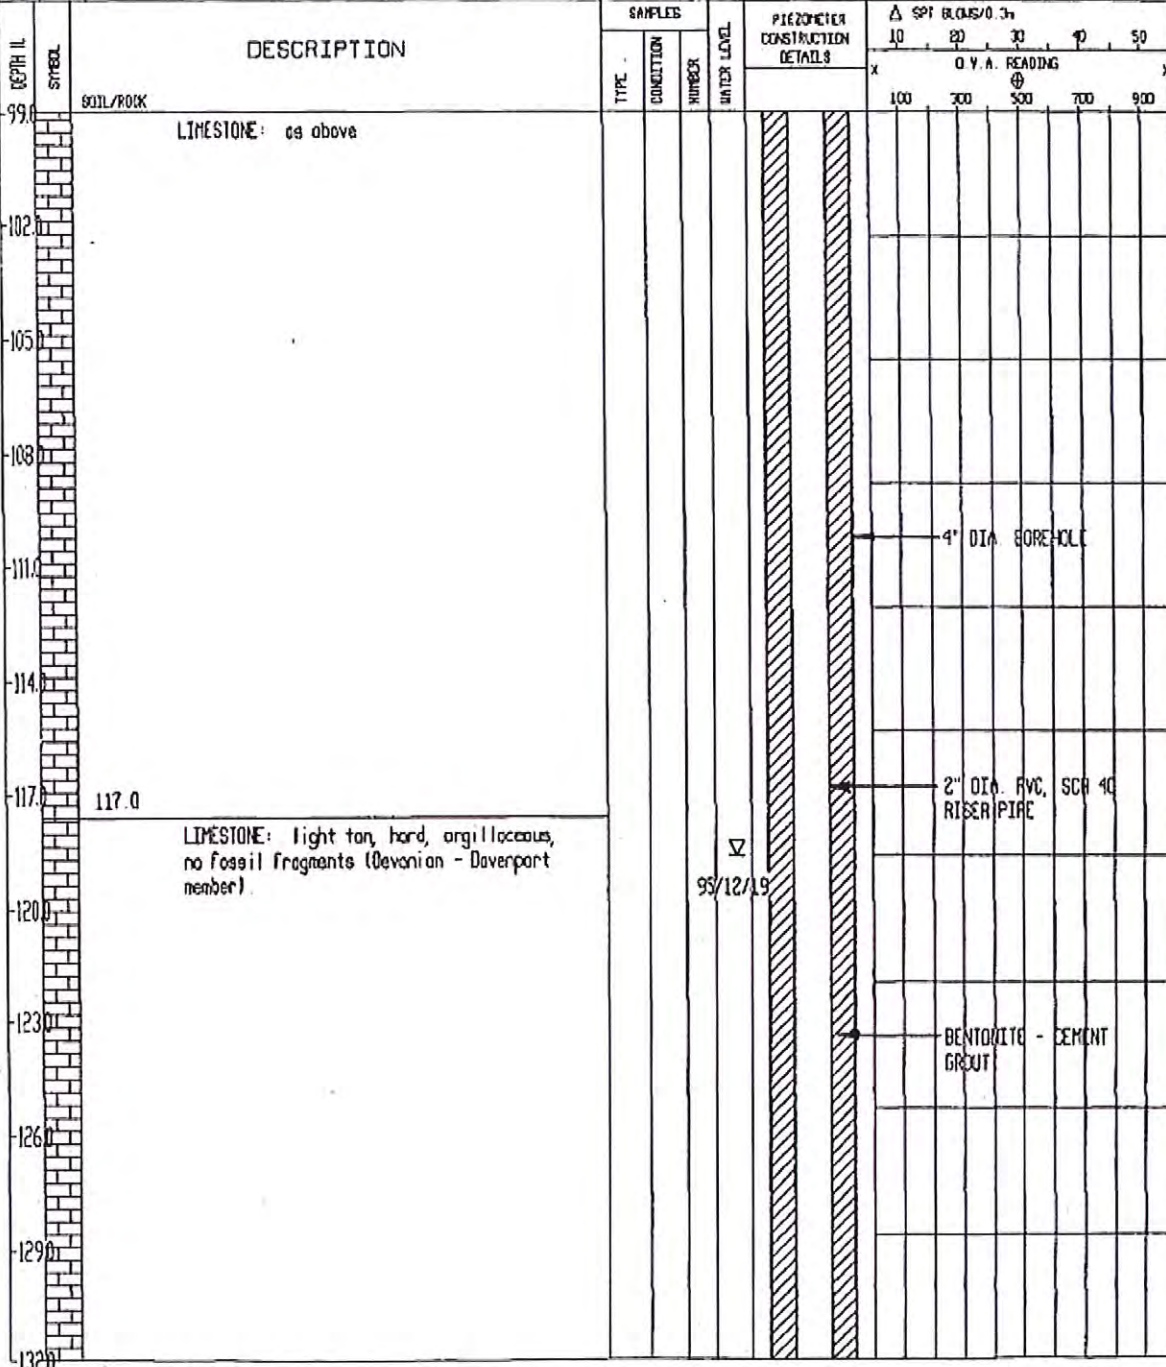 DEPTH
SYMBOL
DESCRIPTION
SOIL/ROCK
SAMPLES
TYPE
CONDITION
NUMBER
WATER LEVEL
PIEZOMETER
CONSTRUCTION
DETAILS
Δ SPT BLOWS/0.3m
10 20 30 40 50
x O.V.A. READING
⊕
100 300 500 700 900
-99.0
LIMESTONE: as above
-102.0
-105.0
-108.0
4" DIA. BOREHOLE
-111.0
-114.0
-117.0
117.0
2" DIA. PVC, SCH 40
RISER PIPE
LIMESTONE: light tan, hard, argillaceous,
no fossil fragments (Devonian - Davenport
member)
95/12/19
-120.0
-123.0
BENTONITE - CEMENT
GROUT
-126.0
-129.0
-132.0